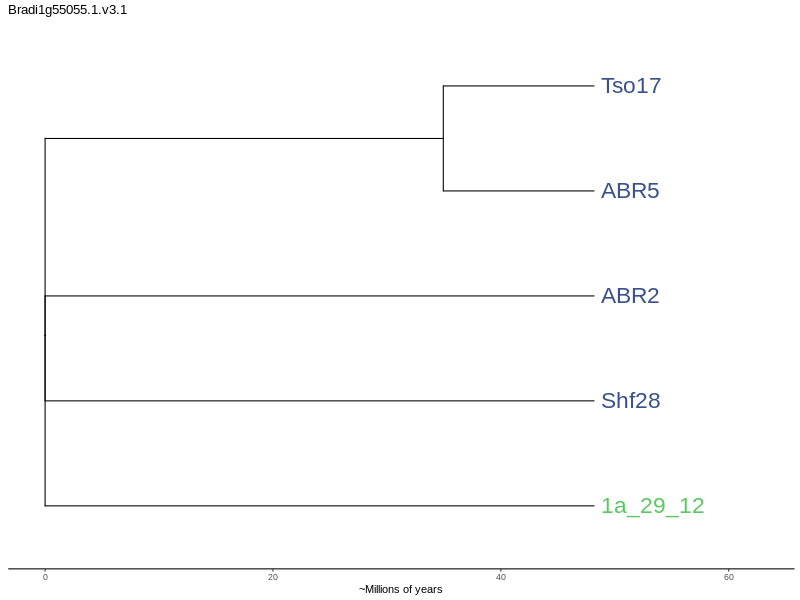 Bradi1g55055.1.v3.1
Tso17
ABR5
ABR2
Shf28
1a_29_12
0 20 40 60
~Millions of years